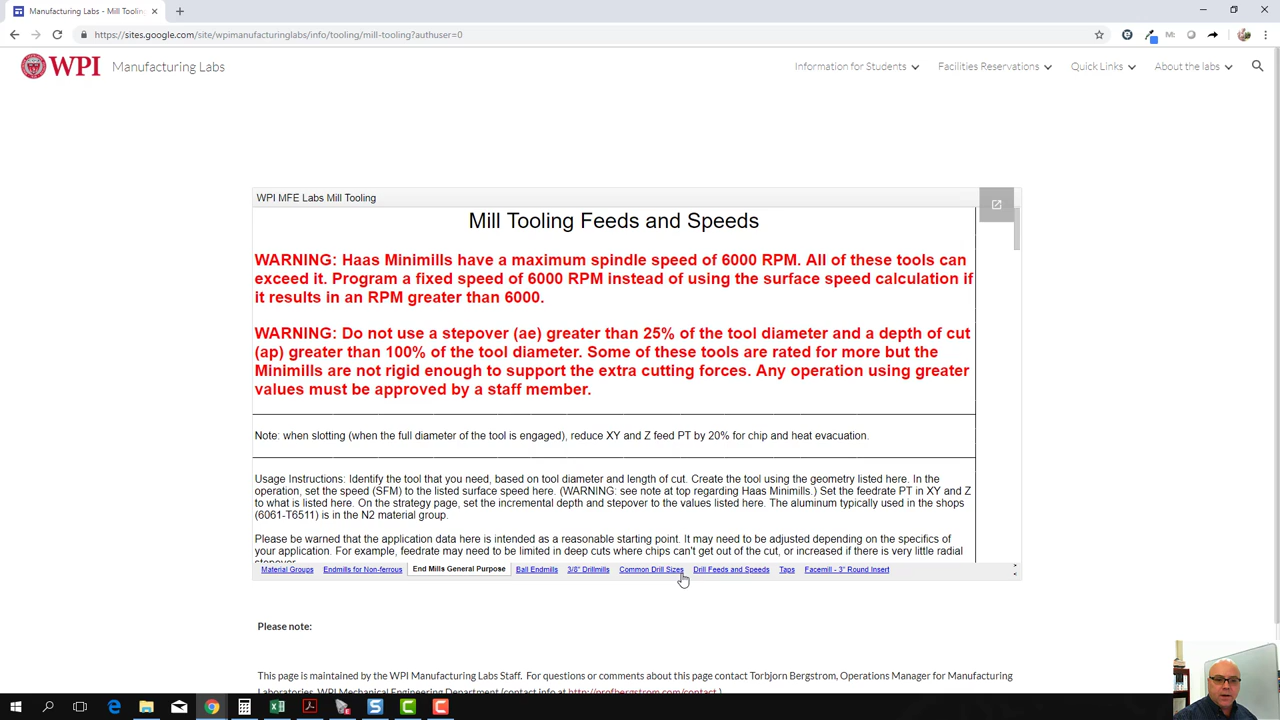 Manufacturing Labs - Mill Tooling
https://sites.google.com/site/wpimanufacturinglabs/info/tooling/mill-tooling?authuser=0
WPI Manufacturing Labs
Information for Students
Facilities Reservations
Quick Links
About the labs
WPI MFE Labs Mill Tooling
Mill Tooling Feeds and Speeds
WARNING: Haas Minimills have a maximum spindle speed of 6000 RPM. All of these tools can
exceed it. Program a fixed speed of 6000 RPM instead of using the surface speed calculation if
it results in an RPM greater than 6000.
WARNING: Do not use a stepover (ae) greater than 25% of the tool diameter and a depth of cut
(ap) greater than 100% of the tool diameter. Some of these tools are rated for more but the
Minimills are not rigid enough to support the extra cutting forces. Any operation using greater
values must be approved by a staff member.
Note: when slotting (when the full diameter of the tool is engaged), reduce XY and Z feed PT by 20% for chip and heat evacuation.
Usage Instructions: Identify the tool that you need, based on tool diameter and length of cut. Create the tool using the geometry listed here. In the
operation, set the speed (SFM) to the listed surface speed here. (WARNING: see note at top regarding Haas Minimills.) Set the feedrate PT in XY and Z
to what is listed here. On the strategy page, set the incremental depth and stepover to the values listed here. The aluminum typically used in the shops
(6061-T6511) is in the N2 material group.
Please be warned that the application data here is intended as a reasonable starting point. It may need to be adjusted depending on the specifics of
your application. For example, feedrate may need to be limited in deep cuts where chips can't get out of the cut, or increased if there is very little radial
stepover.
Material Groups
Endmills for Non-ferrous
End Mills General Purpose
Ball Endmills
3/8" Drillmills
Common Drill Sizes
Drill Feeds and Speeds
Taps
Facemill - 3" Round Insert
Please note:
This page is maintained by the WPI Manufacturing Labs Staff. For questions or comments about this page contact Torbjorn Bergstrom, Operations Manager for Manufacturing
Laboratories, WPI Mechanical Engineering Department (contact info at http://profbergstrom.com/contact )